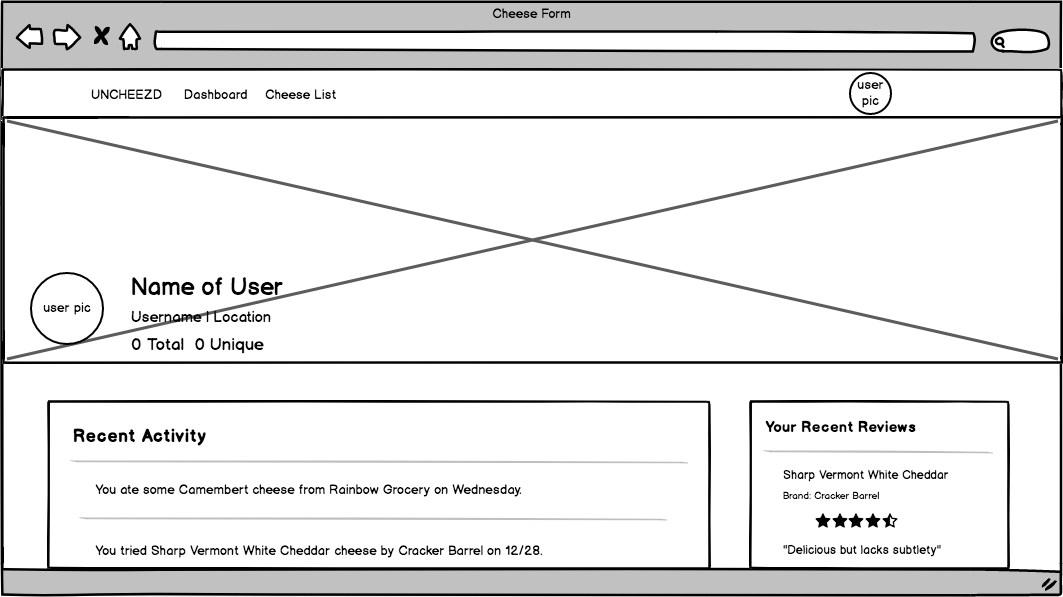 Cheese Form
UNCHEEZD Dashboard Cheese List
user
pic
user pic
Name of User
Username | Location
0 Total 0 Unique
Recent Activity
You ate some Camembert cheese from Rainbow Grocery on Wednesday.
You tried Sharp Vermont White Cheddar cheese by Cracker Barrel on 12/28.
Your Recent Reviews
Sharp Vermont White Cheddar
Brand: Cracker Barrel
"Delicious but lacks subtlety"